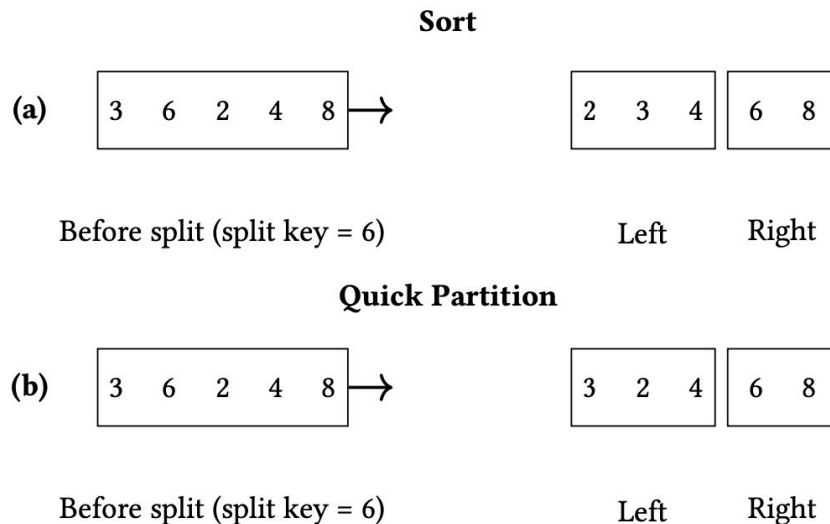 Sort
(a) 3 6 2 4 8 2 3 4 6 8
Before split (split key = 6) Left Right
Quick Partition
(b) 3 6 2 4 8 3 2 4 6 8
Before split (split key = 6) Left Right